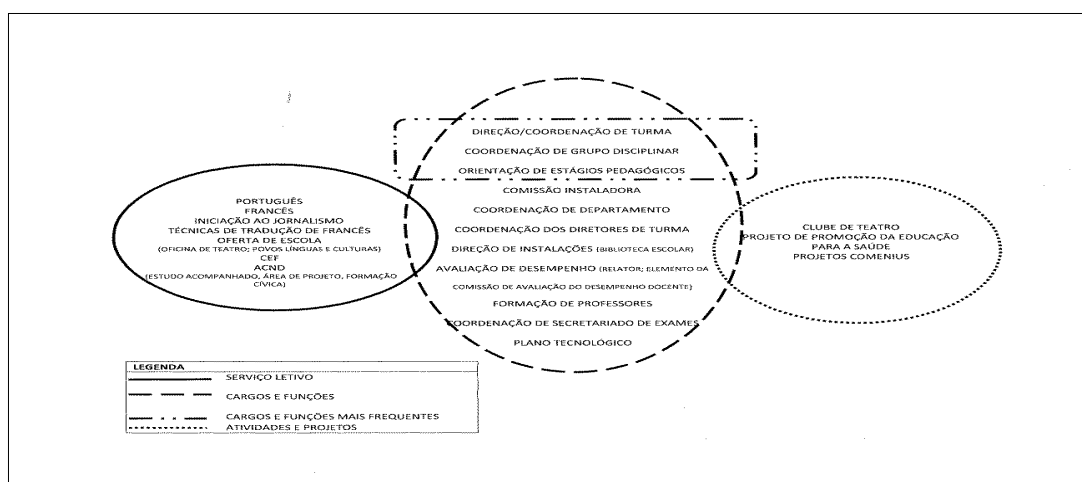 DIREÇÃO/COORDENAÇÃO DE TURMA
COORDENAÇÃO DE GRUPO DISCIPLINAR
ORIENTAÇÃO DE ESTÁGIOS PEDAGÓGICOS
COMISSÃO INSTALADORA
COORDENAÇÃO DE DEPARTAMENTO
COORDENAÇÃO DOS DIRETORES DE TURMA
DIREÇÃO DE INSTALAÇÕES (BIBLIOTECA ESCOLAR)
AVALIAÇÃO DE DESEMPENHO (RELATOR; ELEMENTO DA
COMISSÃO DE AVALIAÇÃO DO DESEMPENHO DOCENTE)
FORMAÇÃO DE PROFESSORES
COORDENAÇÃO DE SECRETARIADO DE EXAMES
PLANO TECNOLÓGICO
PORTUGUÊS
FRANCÊS
INICIAÇÃO AO JORNALISMO
TÉCNICAS DE TRADUÇÃO DE FRANCÊS
OFERTA DE ESCOLA
(OFICINA DE TEATRO; POVOS LÍNGUAS E CULTURAS)
CEF
ACND
(ESTUDO ACOMPANHADO, ÁREA DE PROJETO, FORMAÇÃO
CÍVICA)
CLUBE DE TEATRO
PROJETO DE PROMOÇÃO DA EDUCAÇÃO
PARA A SAÚDE
PROJETOS COMENIUS
LEGENDA
SERVIÇO LETIVO
CARGOS E FUNÇÕES
CARGOS E FUNÇÕES MAIS FREQUENTES
ATIVIDADES E PROJETOS